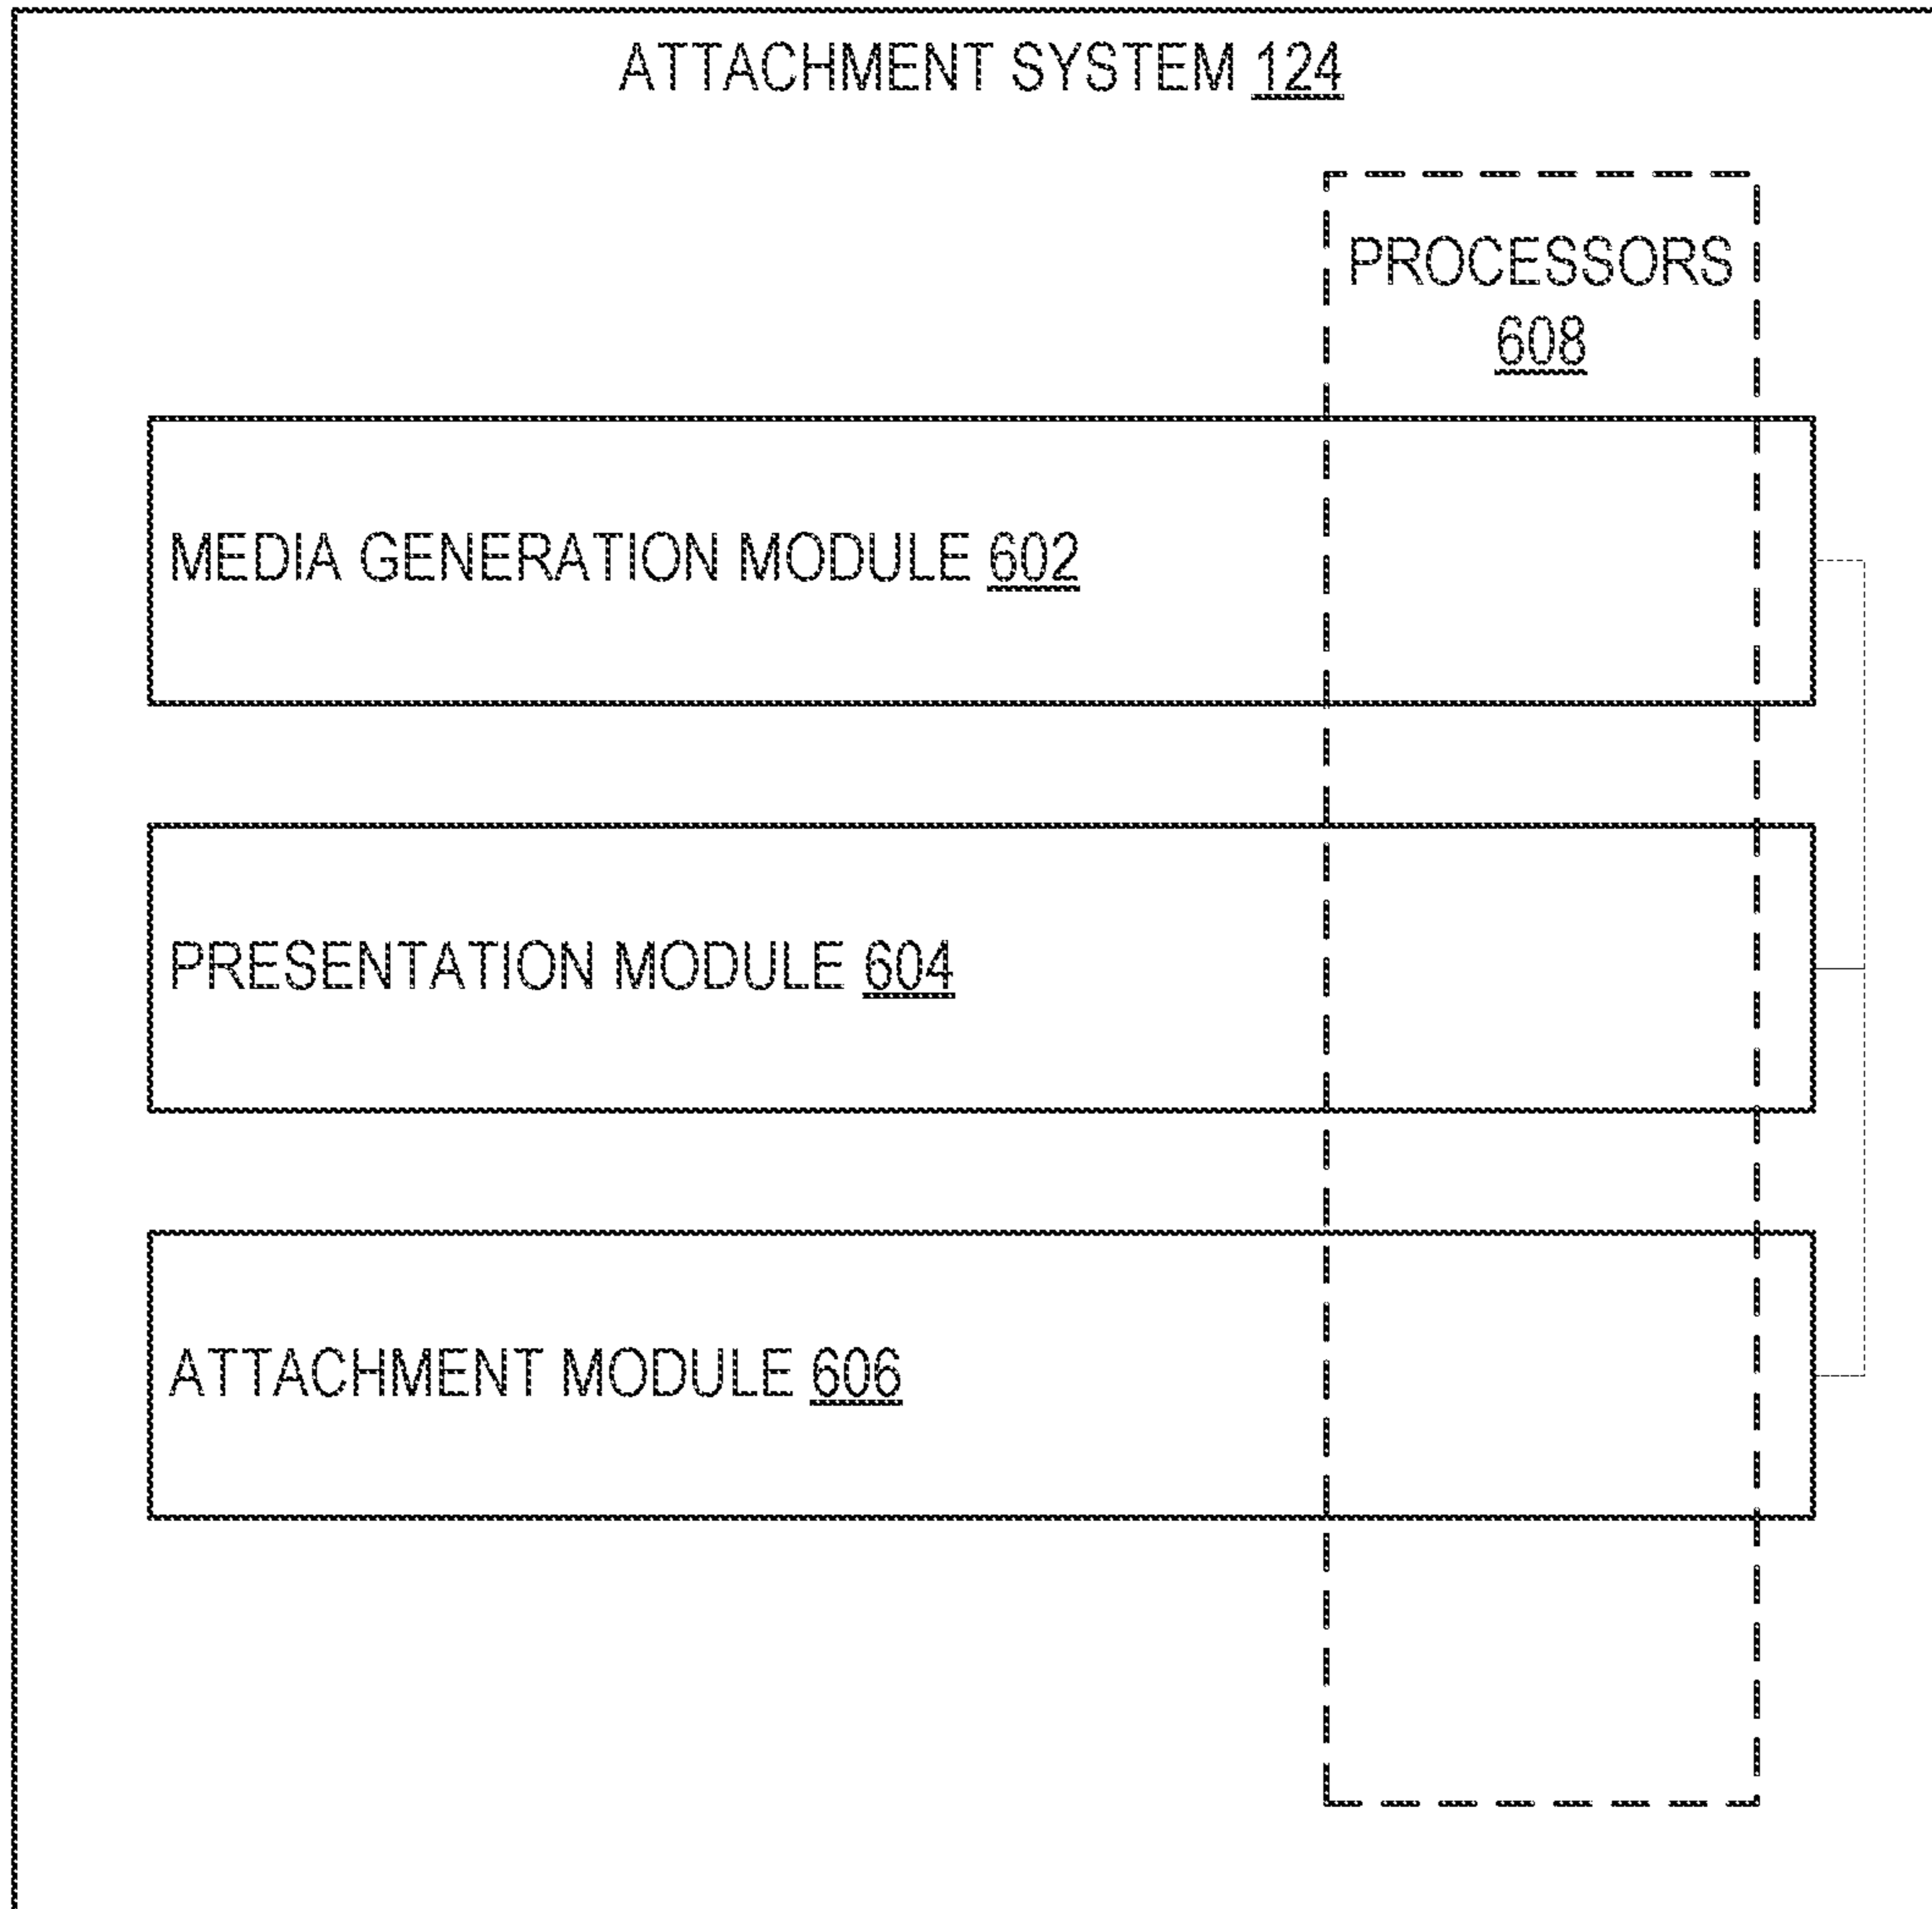 ATTACHMENT SYSTEM 124
PROCESSORS
608
MEDIA GENERATION MODULE 602
PRESENTATION MODULE 604
ATTACHMENT MODULE 606